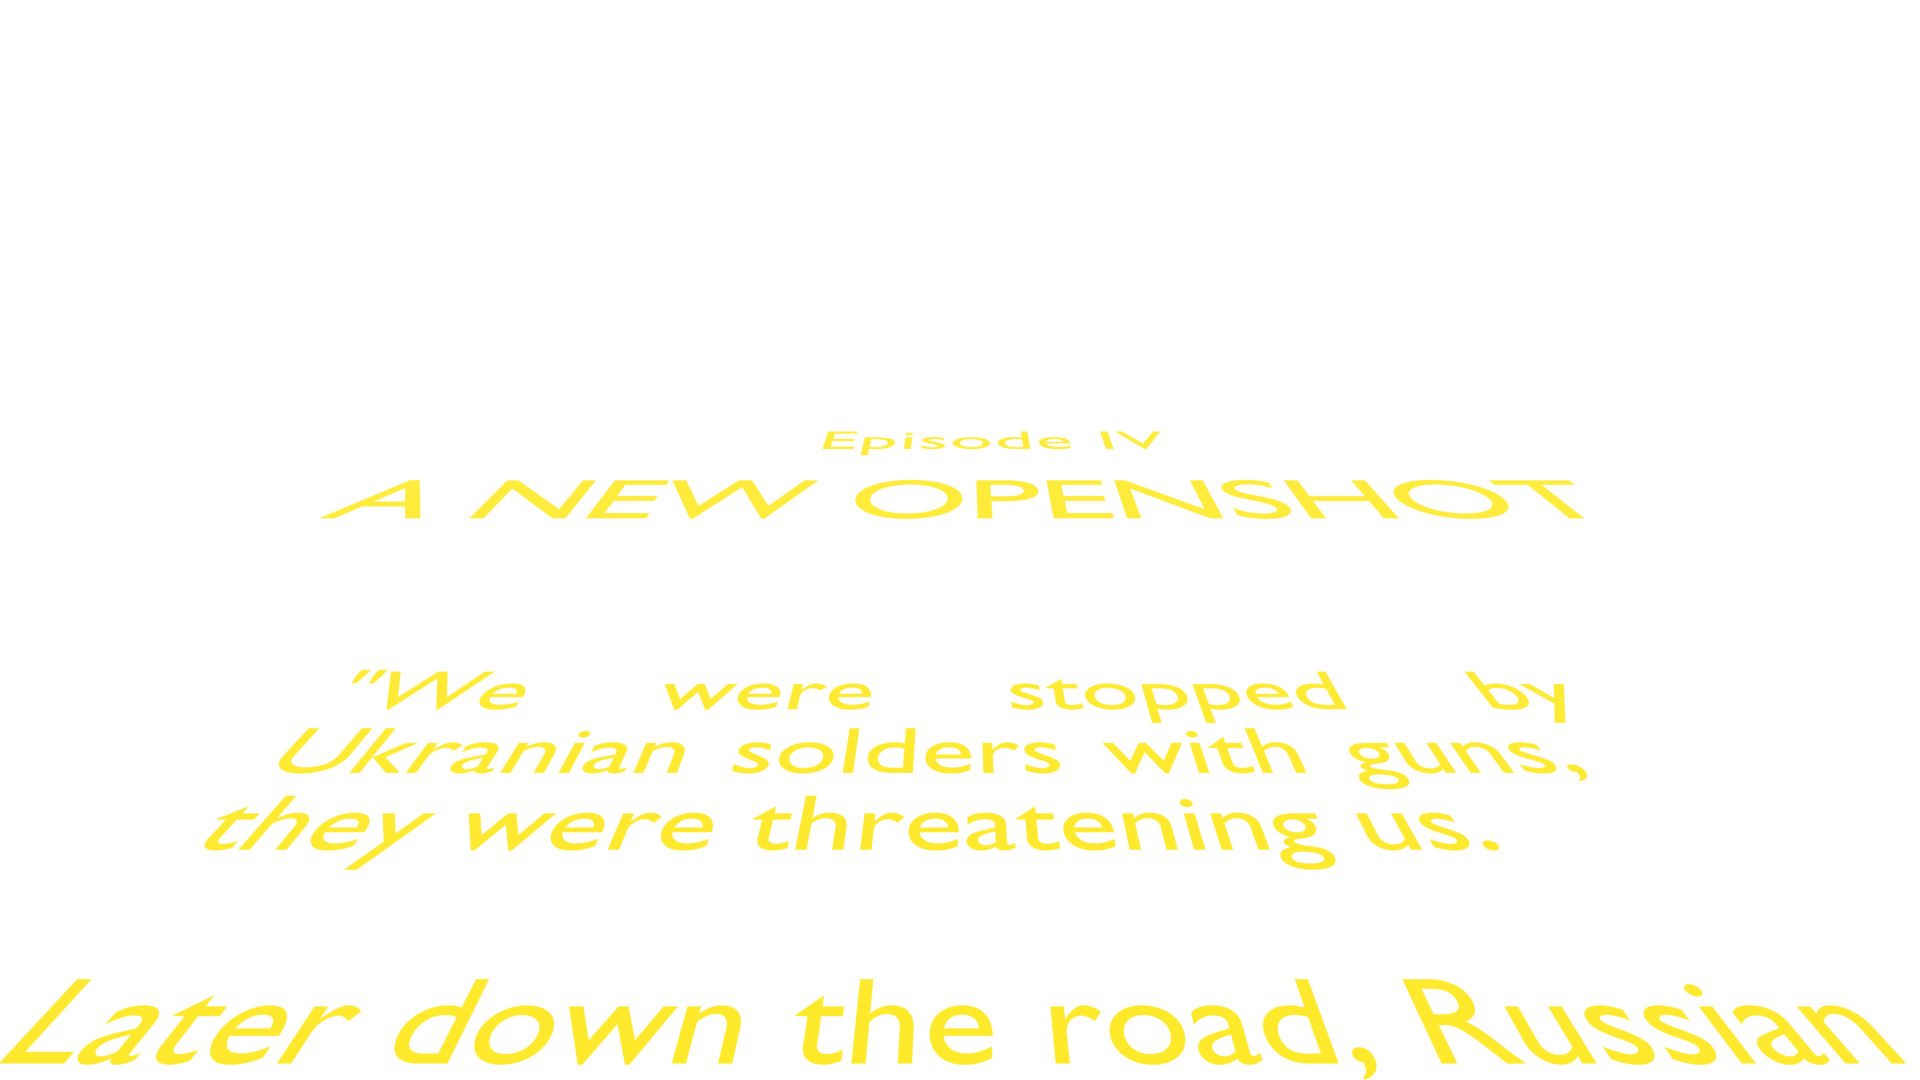 Episode IV
A NEW OPENSHOT
"We were stopped by
Ukranian solders with guns,
they were threatening us.
Later down the road, Russian